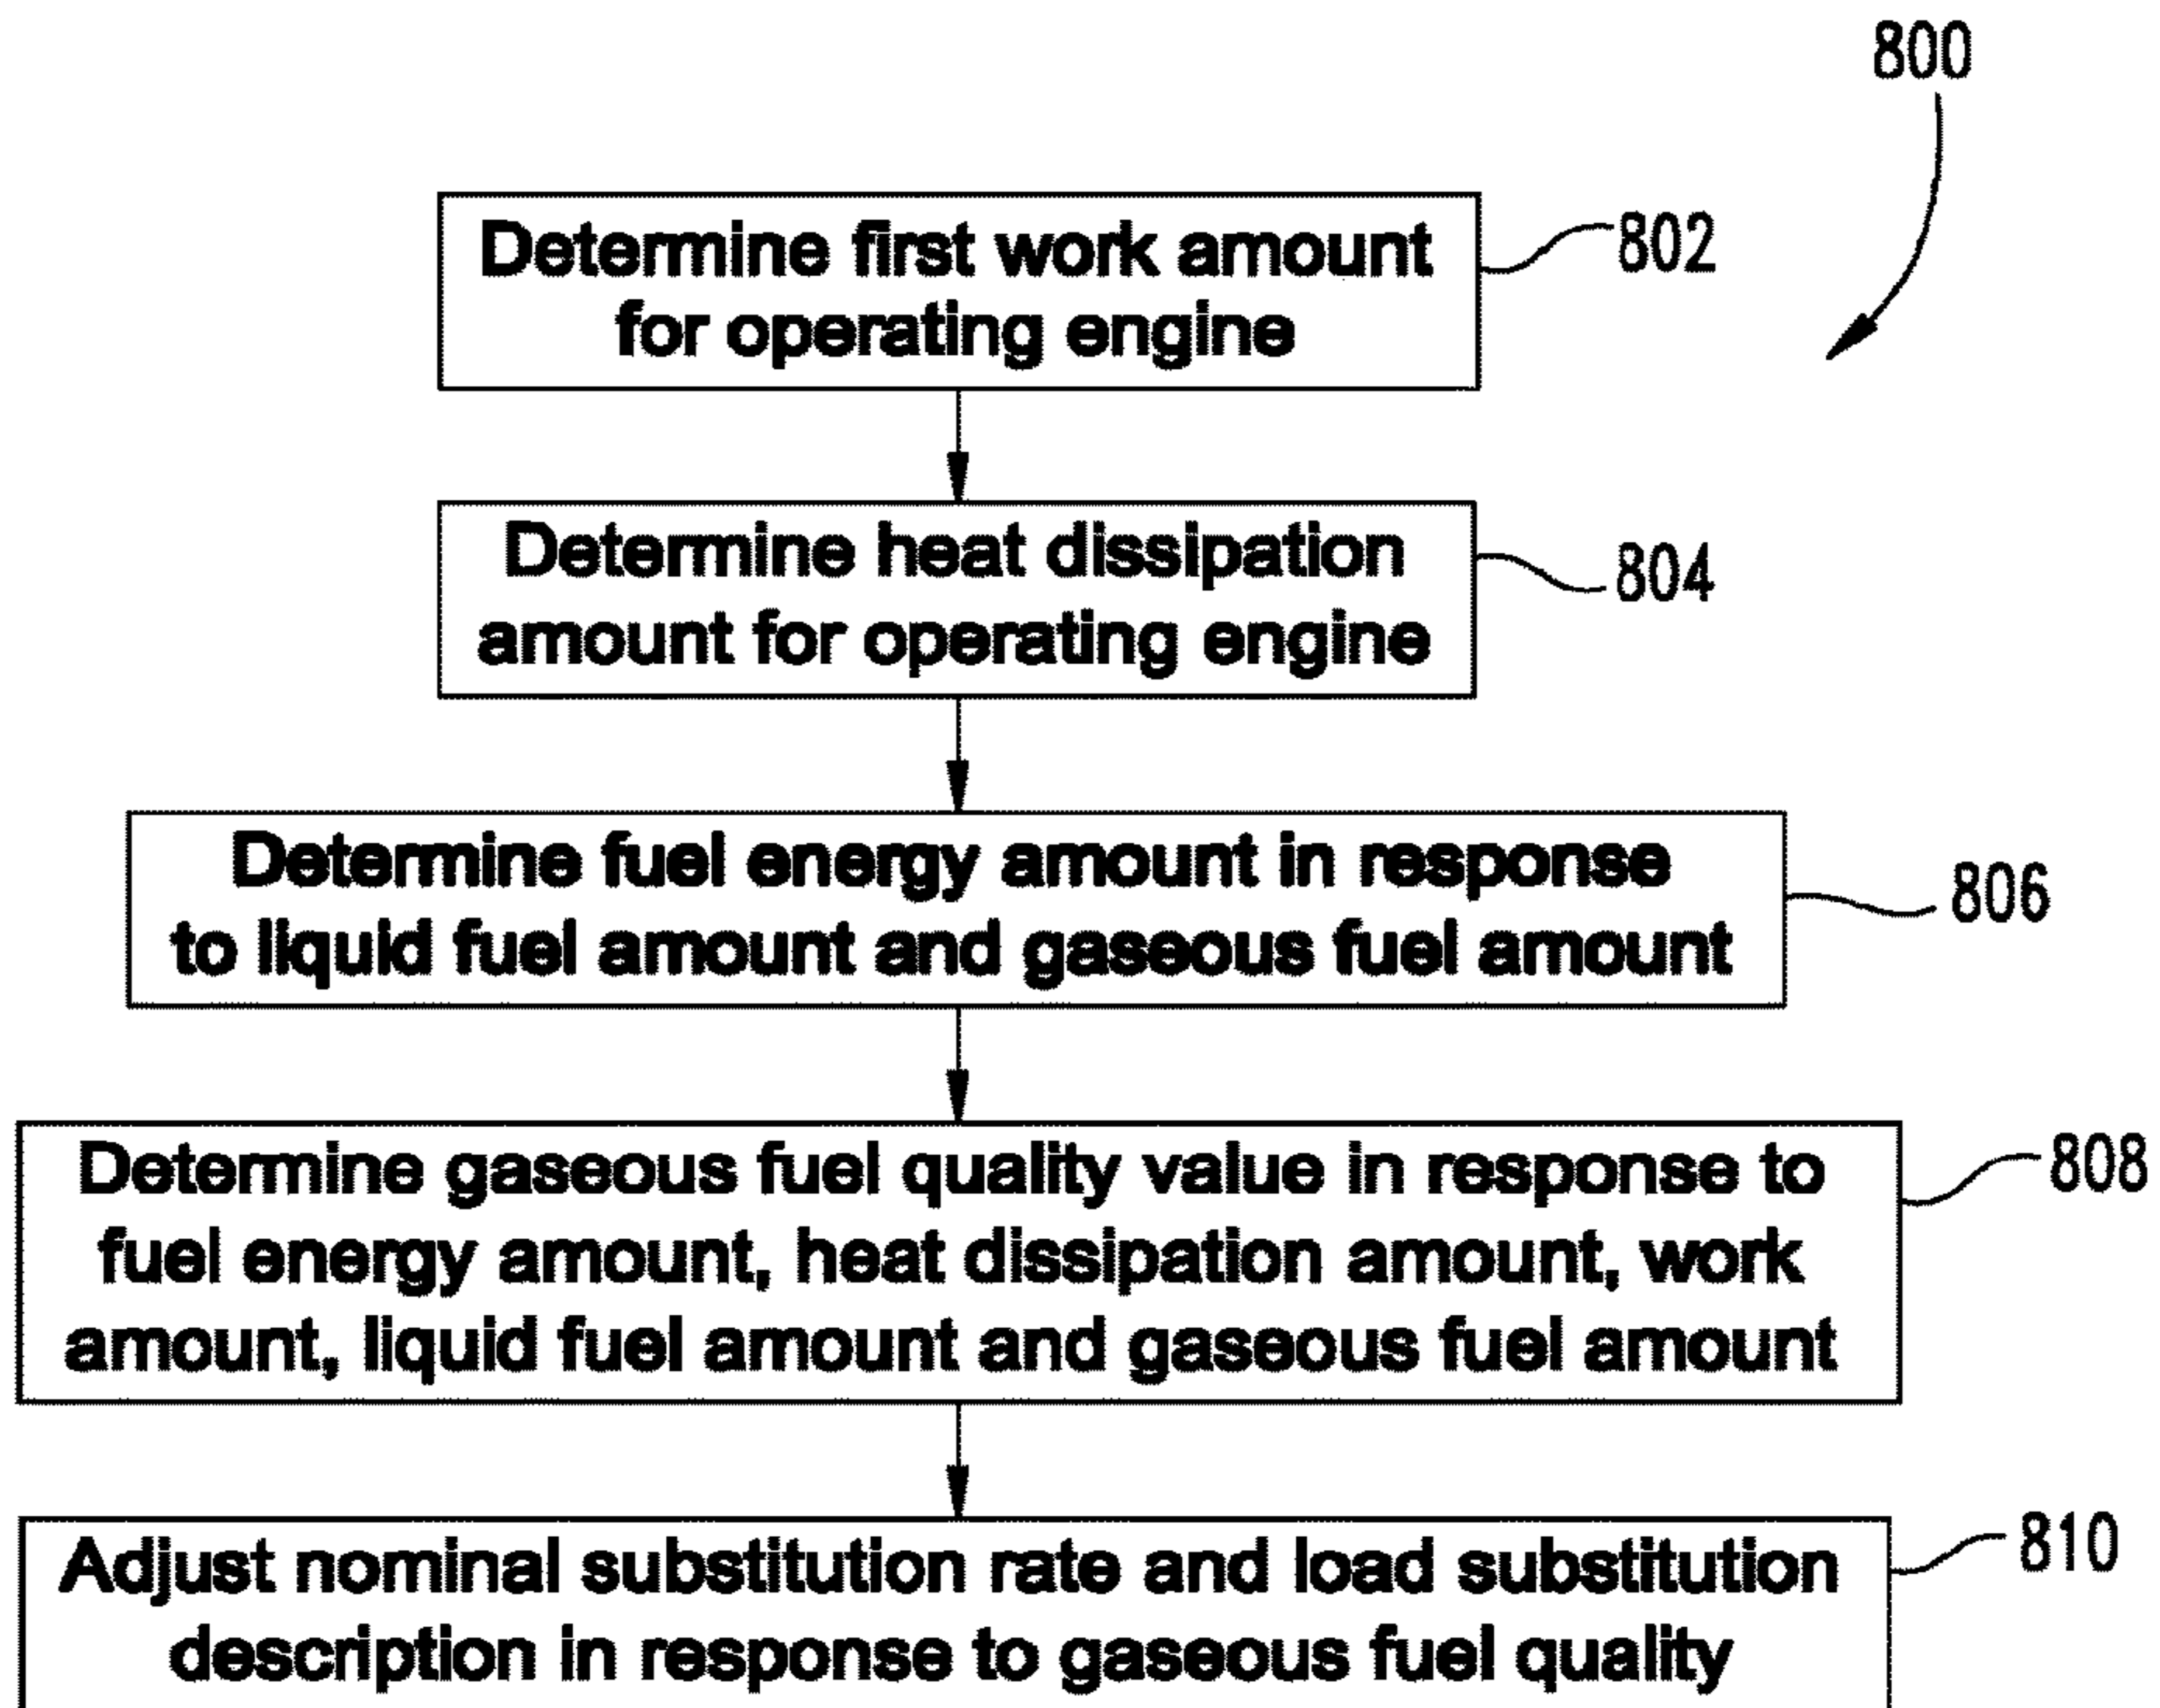 800
Determine first work amount
for operating engine
802
Determine heat dissipation
amount for operating engine
804
Determine fuel energy amount in response
to liquid fuel amount and gaseous fuel amount
806
Determine gaseous fuel quality value in response to
fuel energy amount, heat dissipation amount, work
amount, liquid fuel amount and gaseous fuel amount
808
Adjust nominal substitution rate and load substitution
description in response to gaseous fuel quality
810